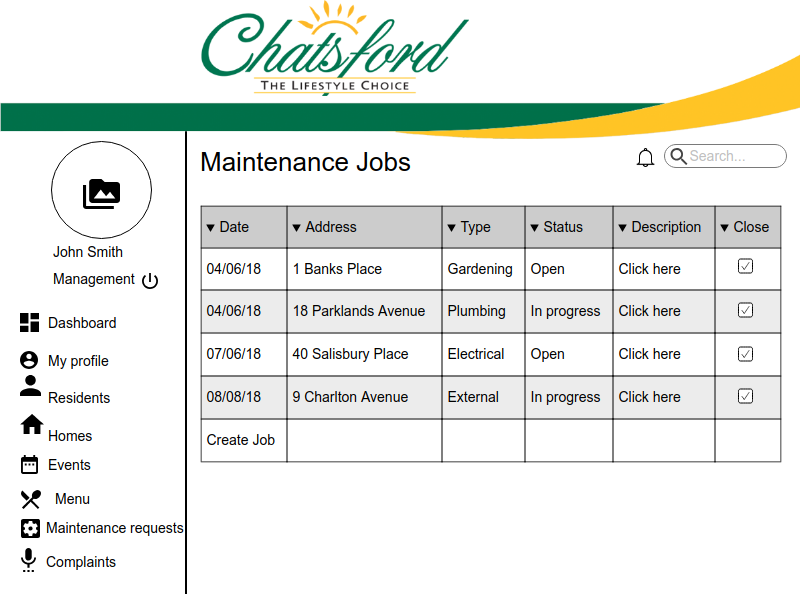 Chatsford
THE LIFESTYLE CHOICE
Maintenance Jobs
Search...
John Smith
Management
Dashboard
My profile
Residents
Homes
Events
Menu
Maintenance requests
Complaints
Date Address Type Status Description Close
04/06/18 1 Banks Place Gardening Open Click here
04/06/18 18 Parklands Avenue Plumbing In progress Click here
07/06/18 40 Salisbury Place Electrical Open Click here
08/08/18 9 Charlton Avenue External In progress Click here
Create Job